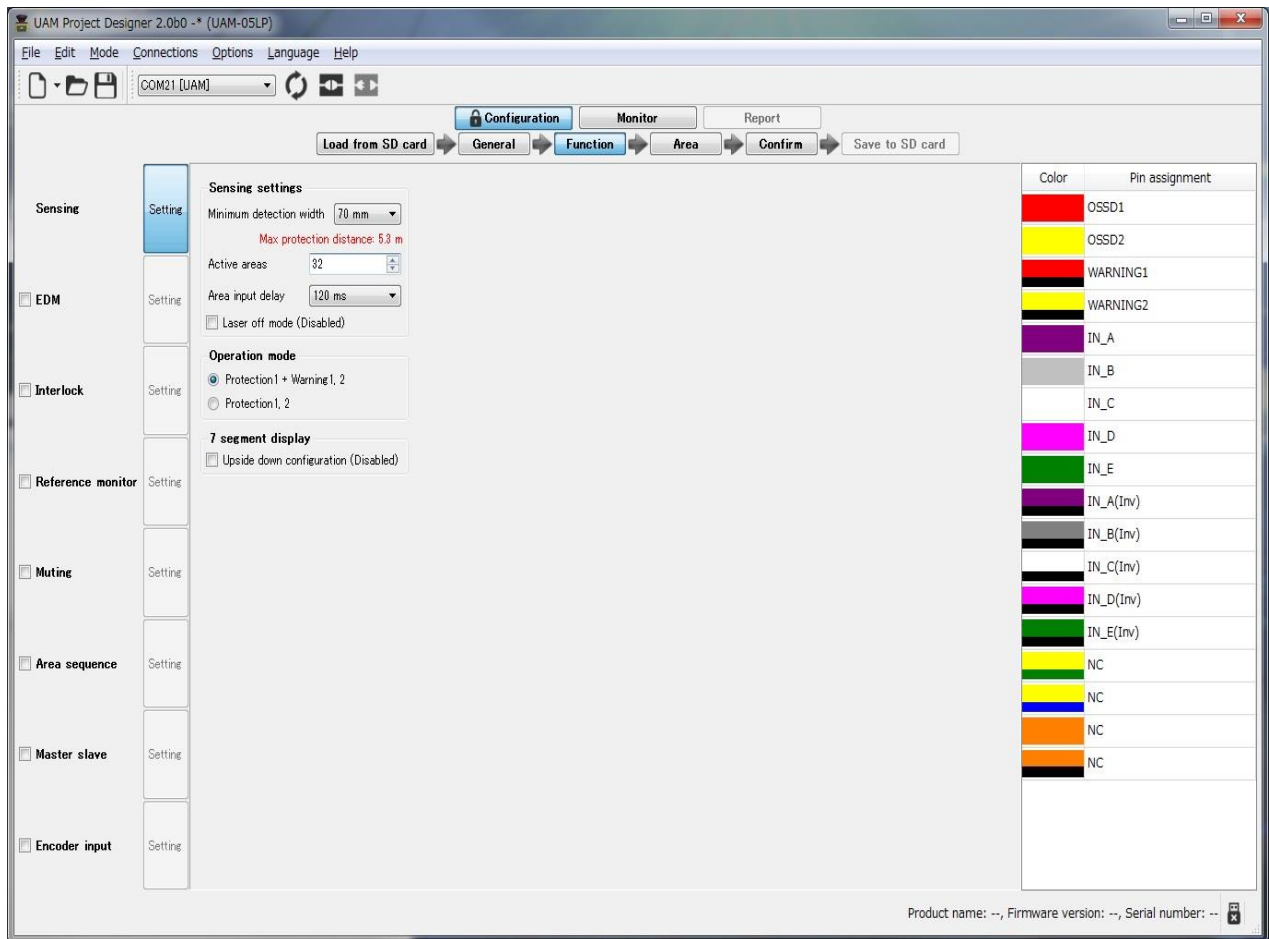 UAM Project Designer 2.0b0 -* (UAM-05LP)
File Edit Mode Connections Options Language Help
COM21 [UAM]
Configuration Monitor Report
Load from SD card General Function Area Confirm Save to SD card
Sensing Setting
EDM Setting
Interlock Setting
Reference monitor Setting
Muting Setting
Area sequence Setting
Master slave Setting
Encoder input Setting
Sensing settings
Minimum detection width 70 mm
Max protection distance: 5.3 m
Active areas 32
Area input delay 120 ms
Laser off mode (Disabled)
Operation mode
Protection1 + Warning1, 2
Protection1, 2
7 segment display
Upside down configuration (Disabled)
Color Pin assignment
OSSD1
OSSD2
WARNING1
WARNING2
IN_A
IN_B
IN_C
IN_D
IN_E
IN_A(Inv)
IN_B(Inv)
IN_C(Inv)
IN_D(Inv)
IN_E(Inv)
NC
NC
NC
NC
Product name: --, Firmware version: --, Serial number: --